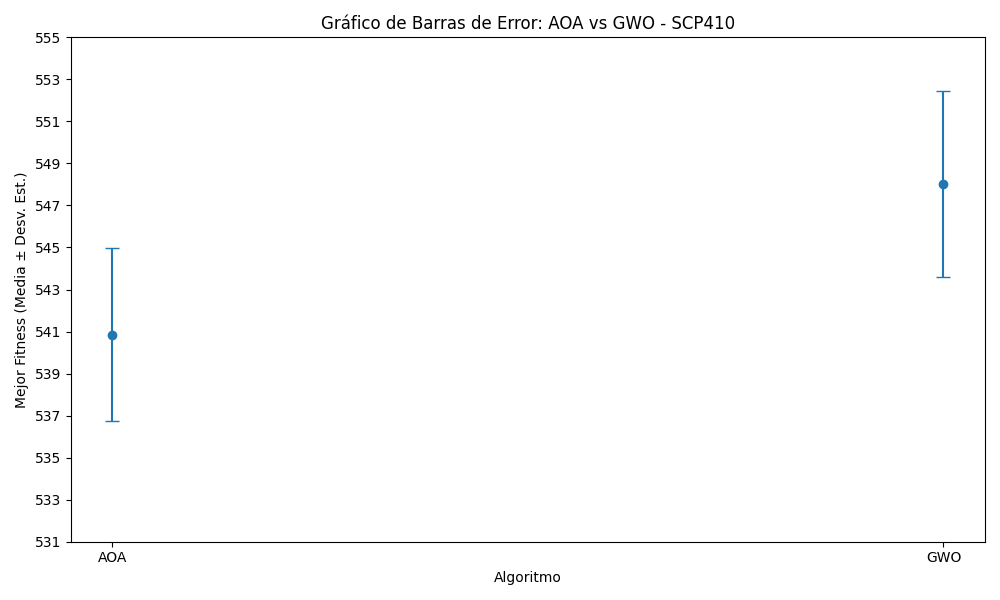 Gráfico de Barras de Error: AOA vs GWO - SCP410
Mejor Fitness (Media ± Desv. Est.)
555
553
551
549
547
545
543
541
539
537
535
533
531
AOA
GWO
Algoritmo